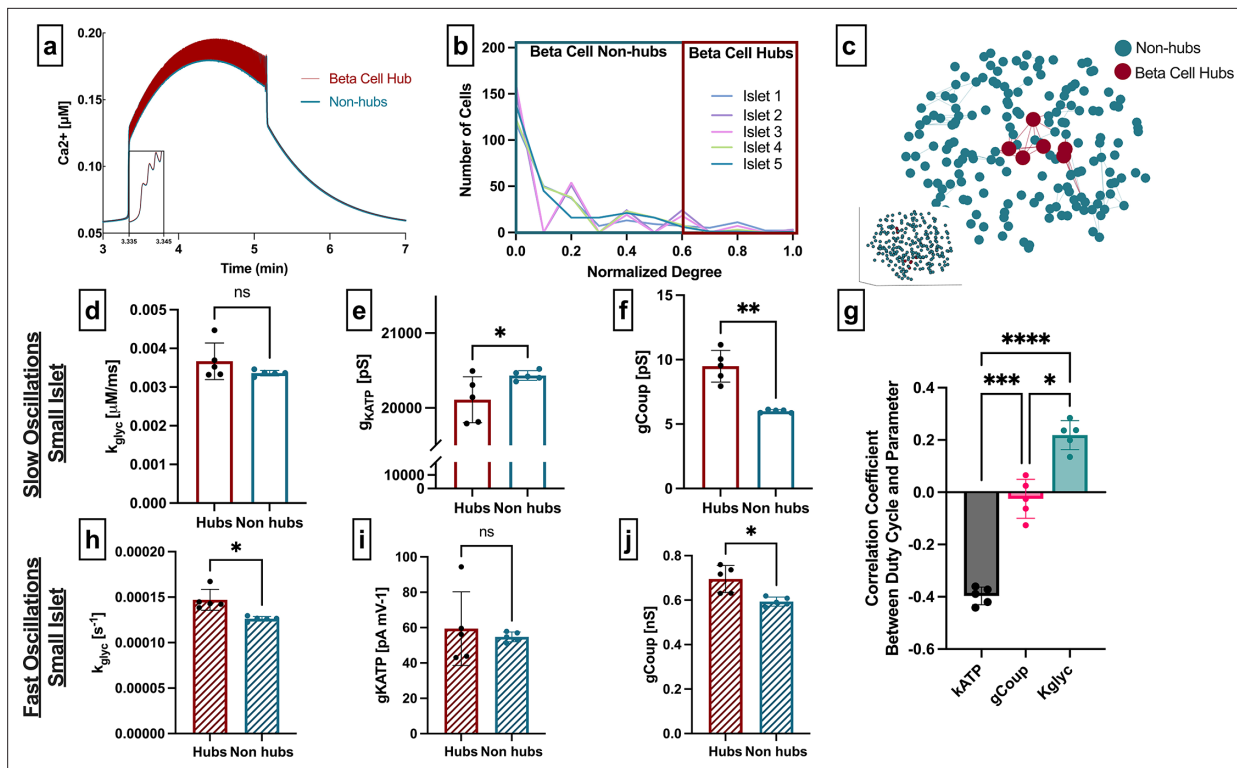 a
0.20
0.15
0.10
0.05
Ca2+ [µM]
Beta Cell Hub
Non-hubs
3.335
3.345
3
4
5
6
7
Time (min)
b
200
150
100
50
0
Number of Cells
Beta Cell Non-hubs
Beta Cell Hubs
Islet 1
Islet 2
Islet 3
Islet 4
Islet 5
0.0
0.2
0.4
0.6
0.8
1.0
Normalized Degree
c
Non-hubs
Beta Cell Hubs
Slow Oscillations
Small Islet
d
0.005
0.004
0.003
0.002
0.001
0.000
kglyc [µM/ms]
ns
Hubs
Non hubs
e
21000
20000
10000
0
gKATP [pS]
*
Hubs
Non hubs
f
15
10
5
0
gCoup [pS]
**
Hubs
Non hubs
g
Correlation Coefficient
Between Duty Cycle and Parameter
0.4
0.2
0.0
-0.2
-0.4
-0.6
****
***
*
kATP
gCoup
Kglyc
Fast Oscillations
Small Islet
h
0.00020
0.00015
0.00010
0.00005
0.00000
kglyc [s-1]
*
Hubs
Non hubs
i
100
80
60
40
20
0
gKATP [pA mV-1]
ns
Hubs
Non hubs
j
0.8
0.6
0.4
0.2
0.0
gCoup [nS]
*
Hubs
Non hubs